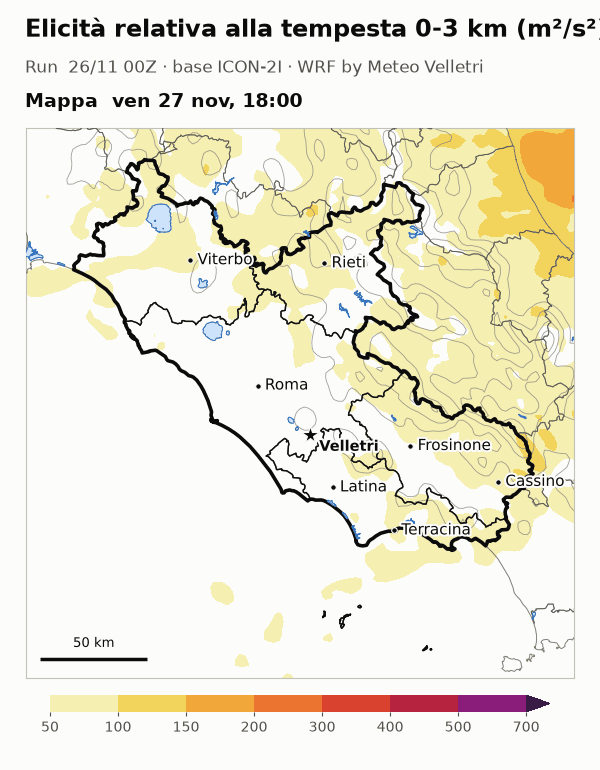 Elicità relativa alla tempesta 0-3 km (m²/s²)
Run 26/11 00Z · base ICON-2I · WRF by Meteo Velletri
Mappa ven 27 nov, 18:00
Viterbo
Rieti
Roma
Velletri
Frosinone
Cassino
Latina
Terracina
50 km
50 100 150 200 300 400 500 700